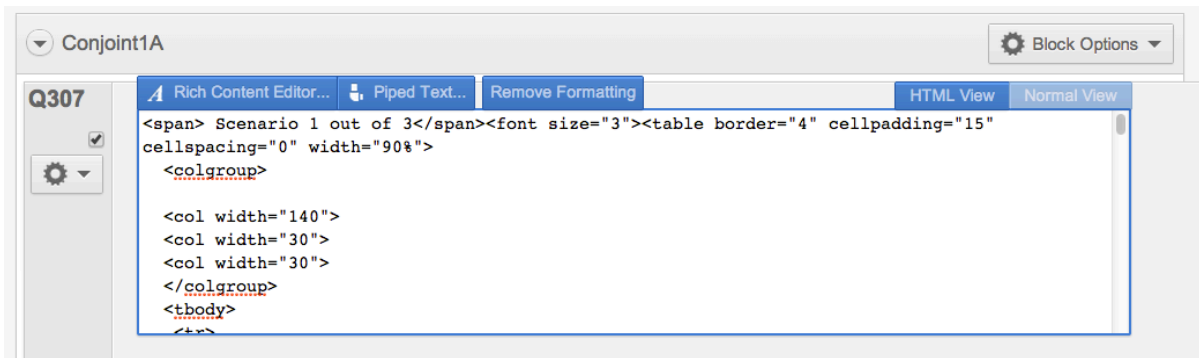 Conjoint1A
Block Options
Q307
A Rich Content Editor... Piped Text... Remove Formatting HTML View Normal View
<span> Scenario 1 out of 3</span><font size="3"><table border="4" cellpadding="15"
cellspacing="0" width="90%">
<colgroup>
<col width="140">
<col width="30">
<col width="30">
</colgroup>
<tbody>
<tr>